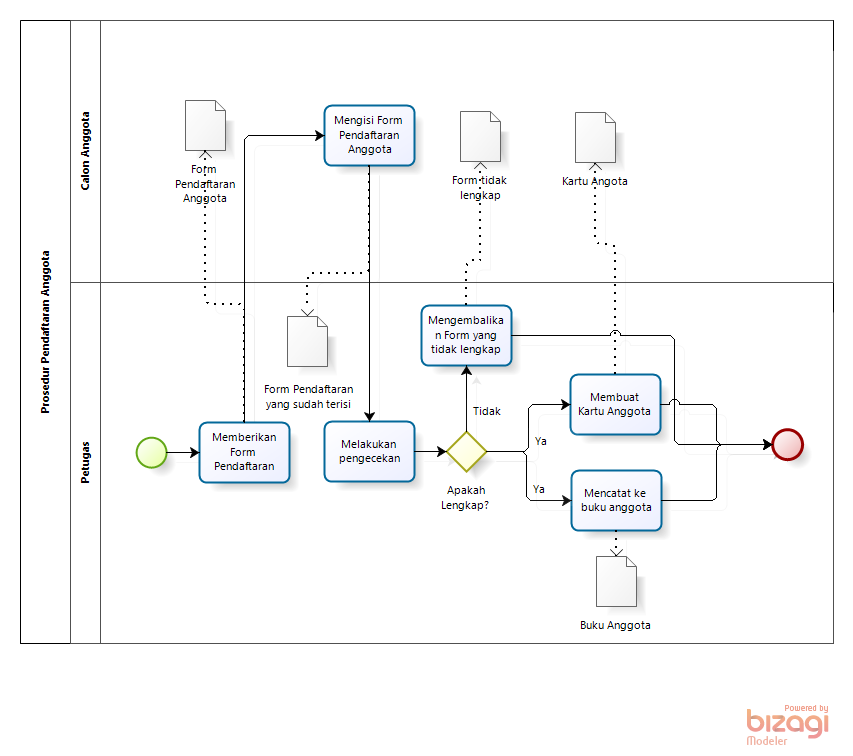 Prosedur Pendaftaran Anggota
Calon Anggota
Form
Pendaftaran
Anggota
Mengisi Form
Pendaftaran
Anggota
Form tidak
lengkap
Kartu Angota
Petugas
Form Pendaftaran
yang sudah terisi
Mengembalika
n Form yang
tidak lengkap
Memberikan
Form
Pendaftaran
Melakukan
pengecekan
Tidak
Apakah
Lengkap?
Ya
Ya
Membuat
Kartu Anggota
Mencatat ke
buku anggota
Buku Anggota
Powered by
bizagi
Modeler